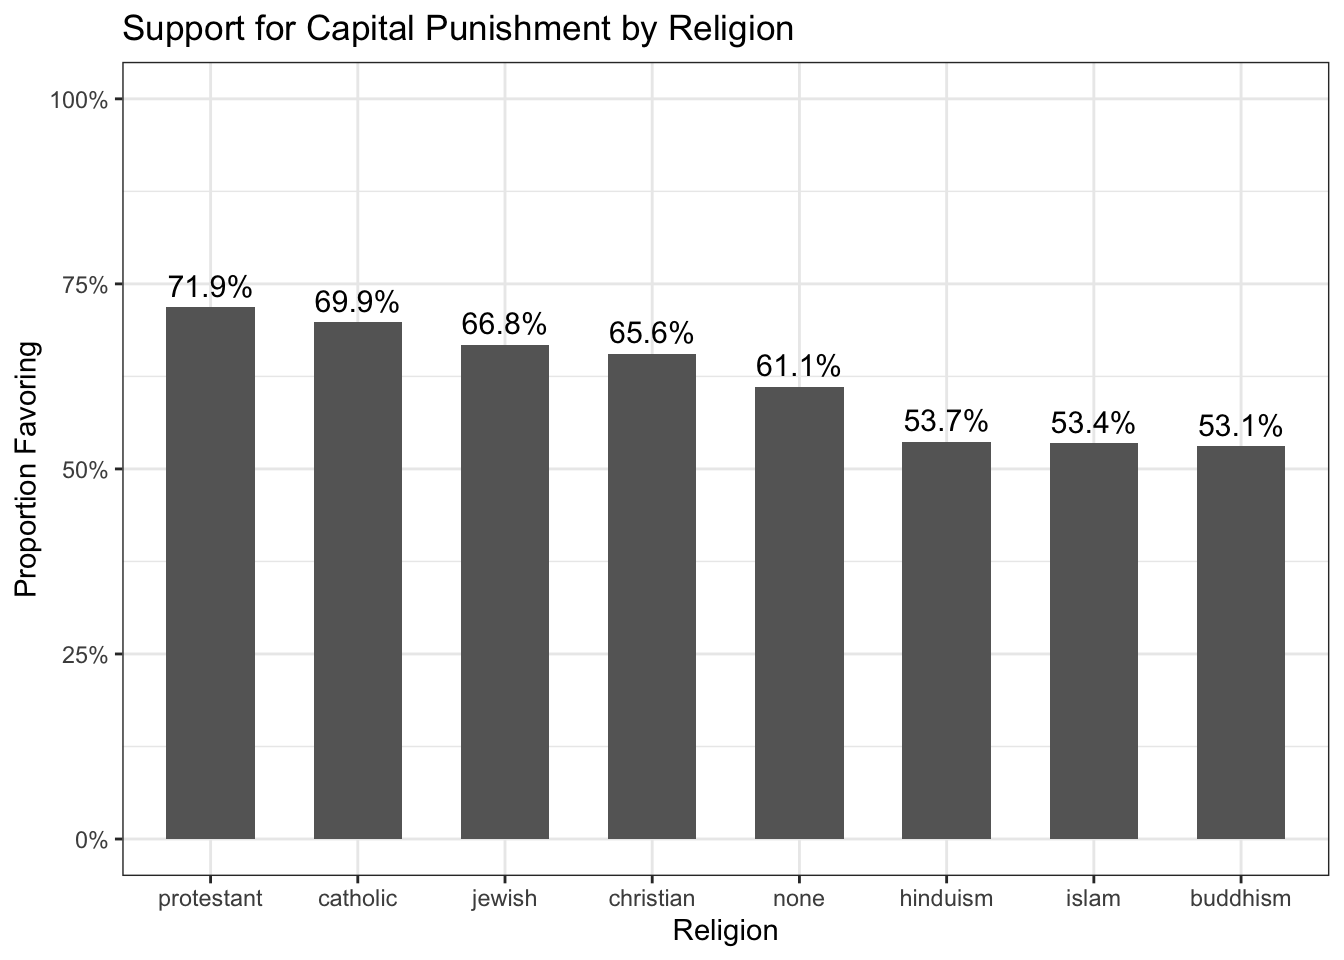 Support for Capital Punishment by Religion
100%
75%
50%
25%
0%
Proportion Favoring
71.9%
69.9%
66.8%
65.6%
61.1%
53.7%
53.4%
53.1%
protestant
catholic
jewish
christian
none
hinduism
islam
buddhism
Religion